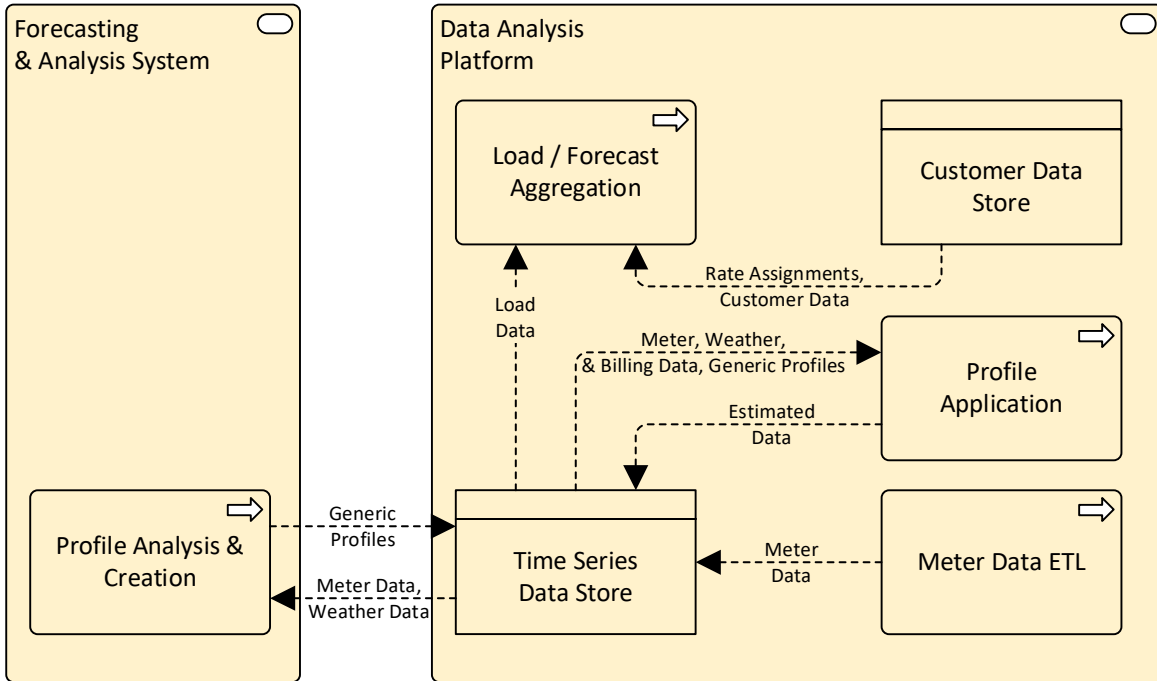 Forecasting
& Analysis System
Data Analysis
Platform
Load / Forecast
Aggregation
Customer Data
Store
Rate Assignments,
Customer Data
Load
Data
Meter, Weather,
& Billing Data, Generic Profiles
Profile
Application
Estimated
Data
Profile Analysis &
Creation
Generic
Profiles
Meter Data,
Weather Data
Time Series
Data Store
Meter
Data
Meter Data ETL